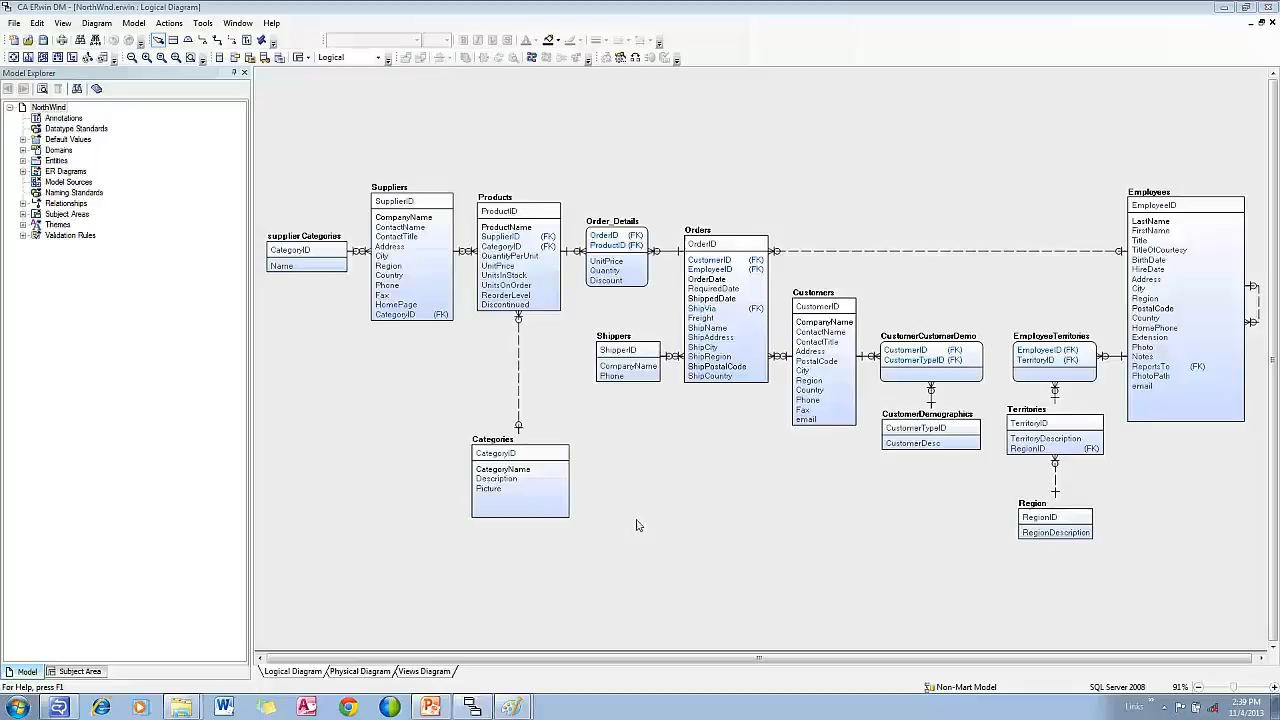 CA ERwin DM - [NorthWnd.erwin : Logical Diagram]
File Edit View Diagram Model Actions Tools Window Help
Logical
Model Explorer
NorthWind
Annotations
Datatype Standards
Default Values
Domains
Entities
ER Diagrams
Model Sources
Naming Standards
Relationships
Subject Areas
Themes
Validation Rules
supplier Categories
CategoryID
Name
Suppliers
SupplierID
CompanyName
ContactName
ContactTitle
Address
City
Region
Country
Phone
Fax
HomePage
CategoryID (FK)
Products
ProductID
ProductName
SupplierID (FK)
CategoryID (FK)
QuantityPerUnit
UnitPrice
UnitsInStock
UnitsOnOrder
ReorderLevel
Discontinued
Order_Details
OrderID (FK)
ProductID (FK)
UnitPrice
Quantity
Discount
Orders
OrderID
CustomerID (FK)
EmployeeID (FK)
OrderDate
RequiredDate
ShippedDate
ShipVia (FK)
Freight
ShipName
ShipAddress
ShipCity
ShipRegion
ShipPostalCode
ShipCountry
Shippers
ShipperID
CompanyName
Phone
Categories
CategoryID
CategoryName
Description
Picture
Customers
CustomerID
CompanyName
ContactName
ContactTitle
Address
PostalCode
City
Region
Country
Phone
Fax
email
CustomerCustomerDemo
CustomerID (FK)
CustomerTypeID (FK)
CustomerDemographics
CustomerTypeID
CustomerDesc
EmployeeTerritories
EmployeeID (FK)
TerritoryID (FK)
Territories
TerritoryID
TerritoryDescription
RegionID (FK)
Region
RegionID
RegionDescription
Employees
EmployeeID
LastName
FirstName
Title
TitleOfCourtesy
BirthDate
HireDate
Address
City
Region
PostalCode
Country
HomePhone
Extension
Photo
Notes
ReportsTo (FK)
PhotoPath
email
Model Subject Area
Logical Diagram Physical Diagram Views Diagram
For Help, press F1
Non-Mart Model
SQL Server 2008
91%
Links
2:39 PM
11/4/2013